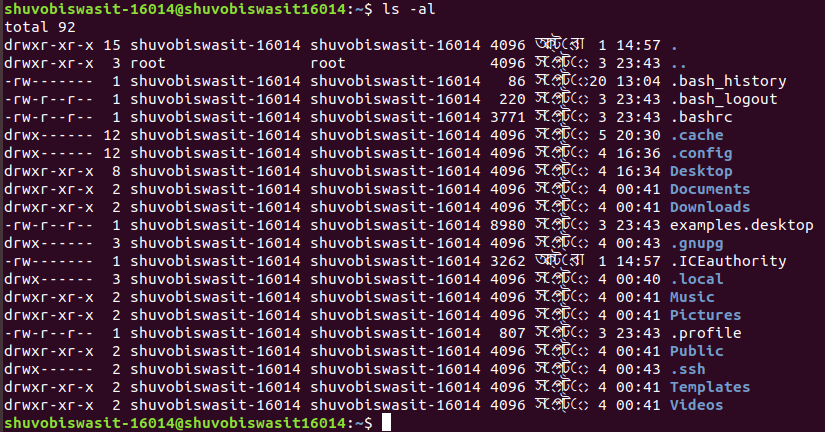 shuvobiswasit-16014@shuvobiswasit16014:~$ ls -al
total 92
drwxr-xr-x 15 shuvobiswasit-16014 shuvobiswasit-16014 4096 1 14:57 .
drwxr-xr-x 3 root root 4096 3 23:43 ..
-rw------- 1 shuvobiswasit-16014 shuvobiswasit-16014 86 20 13:04 .bash_history
-rw-r--r-- 1 shuvobiswasit-16014 shuvobiswasit-16014 220 3 23:43 .bash_logout
-rw-r--r-- 1 shuvobiswasit-16014 shuvobiswasit-16014 3771 3 23:43 .bashrc
drwx------ 12 shuvobiswasit-16014 shuvobiswasit-16014 4096 5 20:30 .cache
drwx------ 12 shuvobiswasit-16014 shuvobiswasit-16014 4096 4 16:36 .config
drwxr-xr-x 8 shuvobiswasit-16014 shuvobiswasit-16014 4096 4 16:34 Desktop
drwxr-xr-x 2 shuvobiswasit-16014 shuvobiswasit-16014 4096 4 00:41 Documents
drwxr-xr-x 2 shuvobiswasit-16014 shuvobiswasit-16014 4096 4 00:41 Downloads
-rw-r--r-- 1 shuvobiswasit-16014 shuvobiswasit-16014 8980 3 23:43 examples.desktop
drwx------ 3 shuvobiswasit-16014 shuvobiswasit-16014 4096 4 00:43 .gnupg
-rw------- 1 shuvobiswasit-16014 shuvobiswasit-16014 3262 1 14:57 .ICEauthority
drwx------ 3 shuvobiswasit-16014 shuvobiswasit-16014 4096 4 00:40 .local
drwxr-xr-x 2 shuvobiswasit-16014 shuvobiswasit-16014 4096 4 00:41 Music
drwxr-xr-x 2 shuvobiswasit-16014 shuvobiswasit-16014 4096 4 00:41 Pictures
-rw-r--r-- 1 shuvobiswasit-16014 shuvobiswasit-16014 807 3 23:43 .profile
drwxr-xr-x 2 shuvobiswasit-16014 shuvobiswasit-16014 4096 4 00:41 Public
drwx------ 2 shuvobiswasit-16014 shuvobiswasit-16014 4096 4 00:43 .ssh
drwxr-xr-x 2 shuvobiswasit-16014 shuvobiswasit-16014 4096 4 00:41 Templates
drwxr-xr-x 2 shuvobiswasit-16014 shuvobiswasit-16014 4096 4 00:41 Videos
shuvobiswasit-16014@shuvobiswasit16014:~$